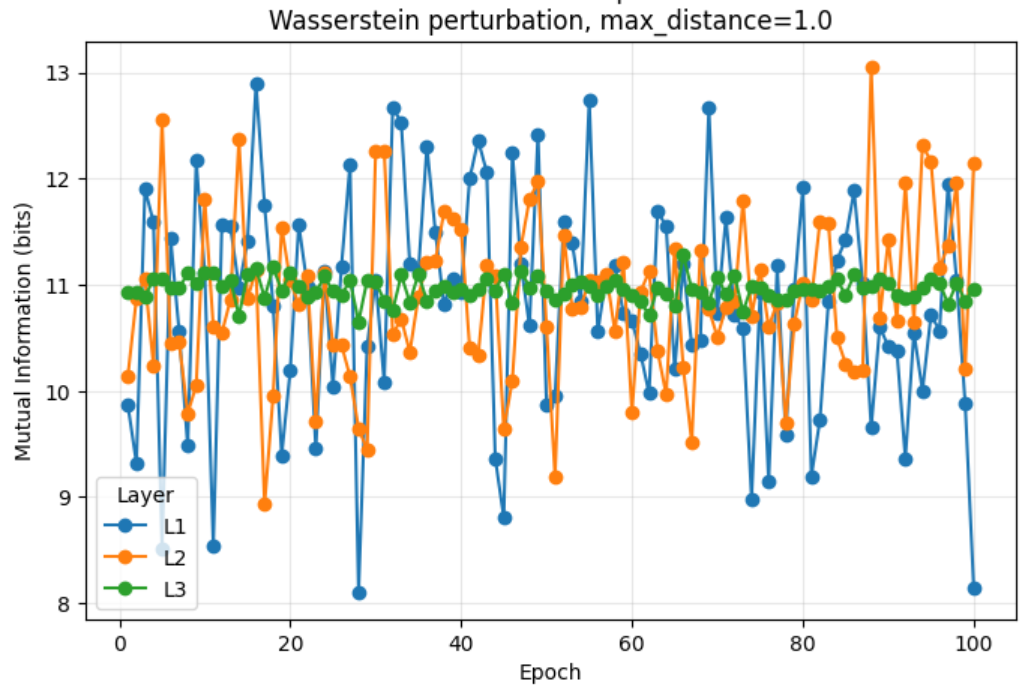 Wasserstein perturbation, max_distance=1.0
Mutual Information (bits)
13
12
11
10
9
8
Layer
L1
L2
L3
0 20 40 60 80 100
Epoch